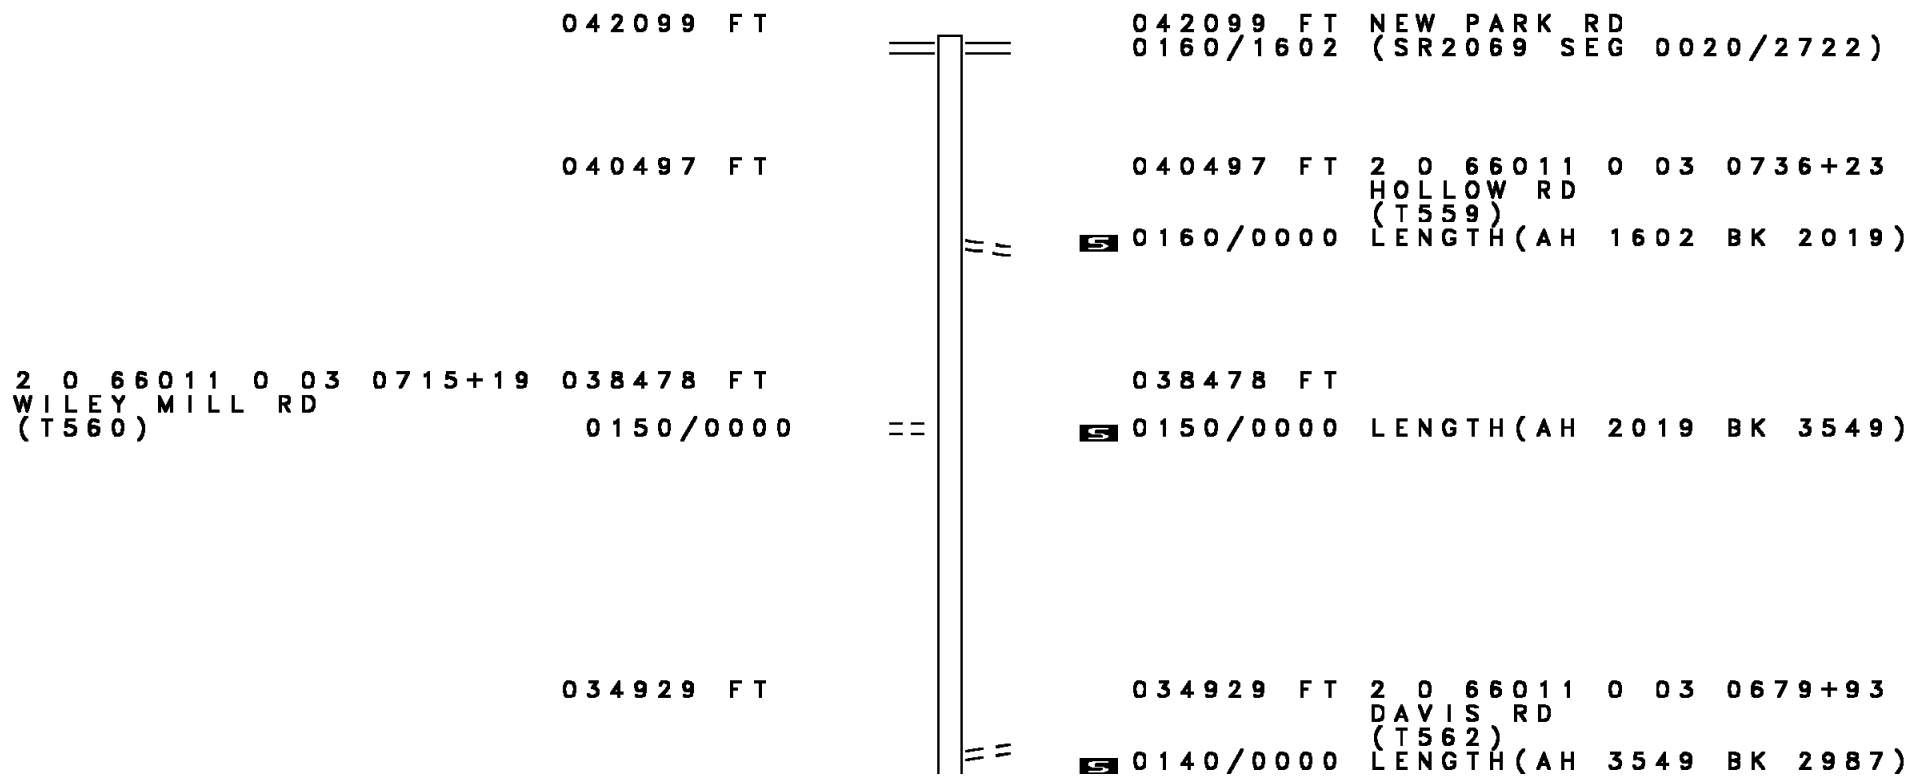 042099 FT 042099 FT NEW PARK RD
0160/1602 (SR2069 SEG 0020/2722)
040497 FT 040497 FT 2 0 66011 0 03 0736+23
HOLLOW RD
(T559)
S 0160/0000 LENGTH(AH 1602 BK 2019)
2 0 66011 0 03 0715+19 038478 FT 038478 FT
WILEY MILL RD
(T560) 0150/0000 S 0150/0000 LENGTH(AH 2019 BK 3549)
034929 FT 034929 FT 2 0 66011 0 03 0679+93
DAVIS RD
(T562)
S 0140/0000 LENGTH(AH 3549 BK 2987)